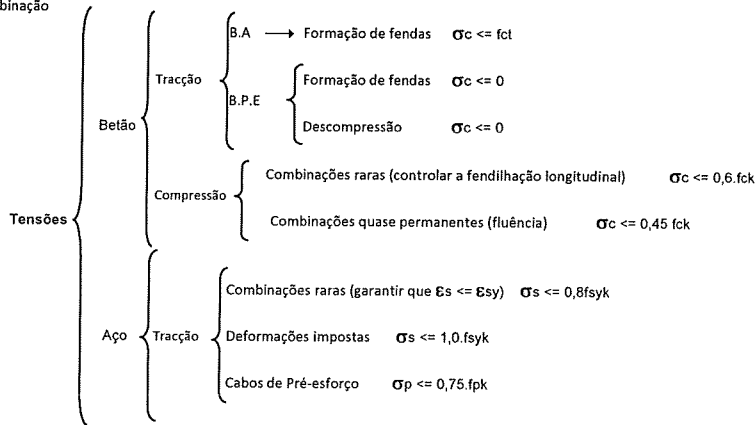 binação
B.A → Formação de fendas σc <= fct
Tracção
Formação de fendas σc <= 0
B.P.E
Betão
Descompressão σc <= 0
Combinações raras (controlar a fendilhação longitudinal) σc <= 0,6.fck
Compressão
Tensões
Combinações quase permanentes (fluência) σc <= 0,45 fck
Combinações raras (garantir que εs <= εsy) σs <= 0,8fsyk
Aço
Tracção
Deformações impostas σs <= 1,0.fsyk
Cabos de Pré-esforço σp <= 0,75.fpk